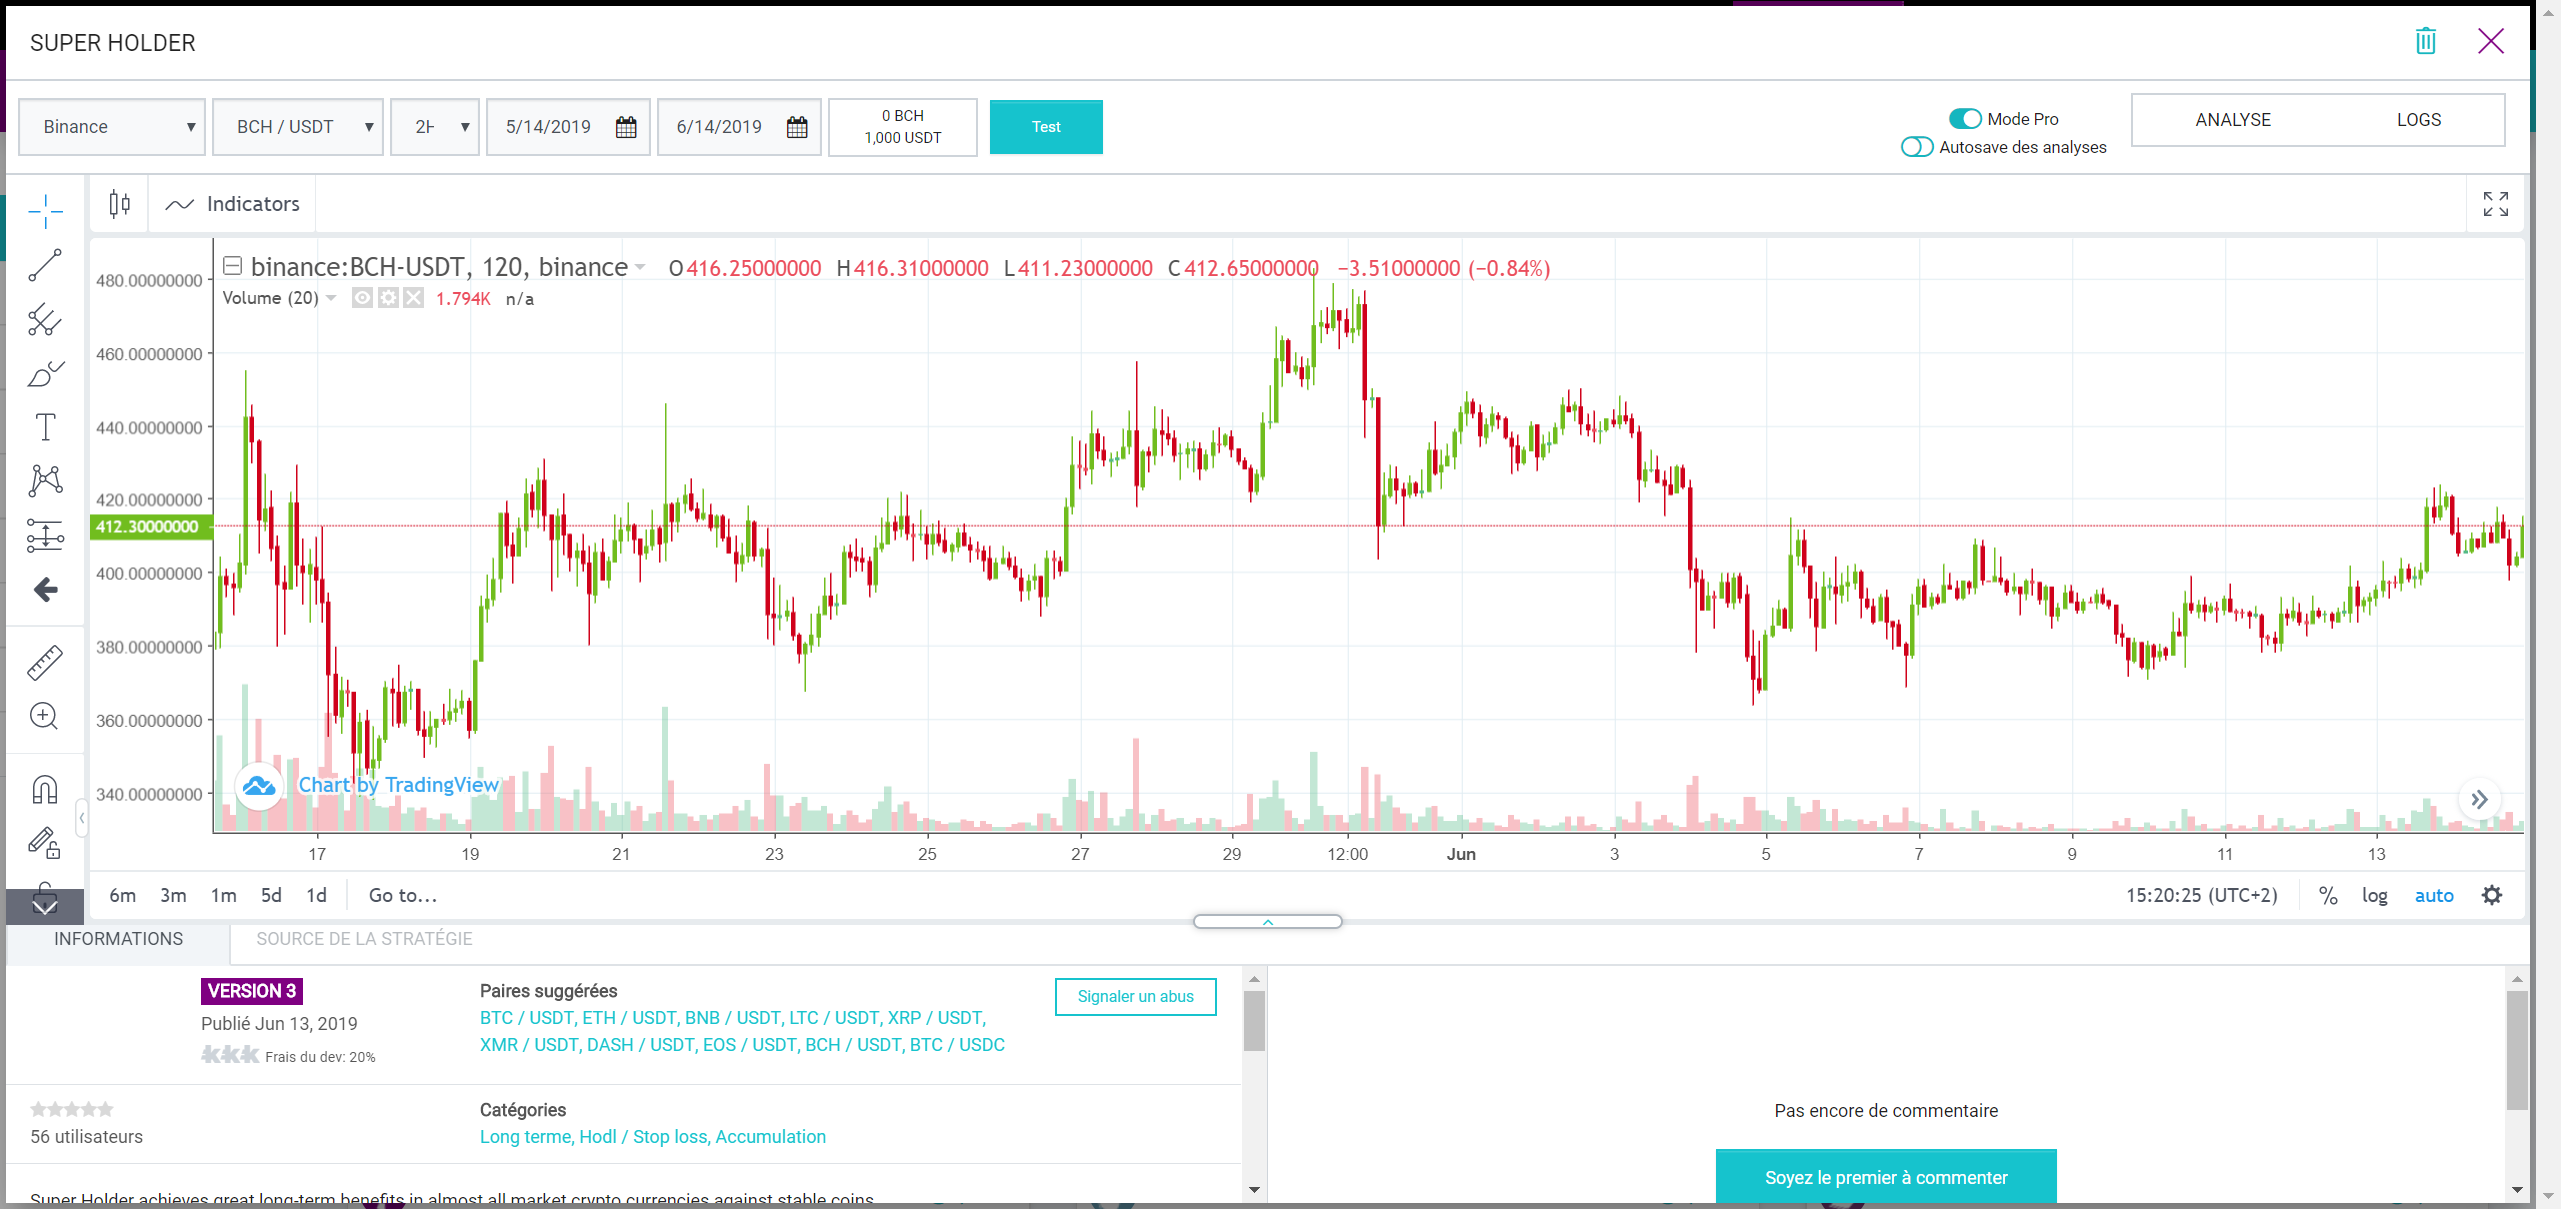 SUPER HOLDER
Binance
BCH / USDT
2H
5/14/2019
6/14/2019
0 BCH
1,000 USDT
Test
Mode Pro
Autosave des analyses
ANALYSE
LOGS
Indicators
binance:BCH-USDT, 120, binance O416.25000000 H416.31000000 L411.23000000 C412.65000000 −3.51000000 (−0.84%)
Volume (20) 1.794K n/a
480.00000000
460.00000000
440.00000000
420.00000000
412.30000000
400.00000000
380.00000000
360.00000000
340.00000000
Chart by TradingView
17 19 21 23 25 27 29 12:00 Jun 3 5 7 9 11 13
6m 3m 1m 5d 1d Go to...
15:20:25 (UTC+2) % log auto
INFORMATIONS
SOURCE DE LA STRATÉGIE
VERSION 3
Publié Jun 13, 2019
Frais du dev: 20%
Paires suggérées
BTC / USDT, ETH / USDT, BNB / USDT, LTC / USDT, XRP / USDT,
XMR / USDT, DASH / USDT, EOS / USDT, BCH / USDT, BTC / USDC
Signaler un abus
56 utilisateurs
Catégories
Long terme, Hodl / Stop loss, Accumulation
Super Holder achieves great long-term benefits in almost all market crypto currencies against stable coins
Pas encore de commentaire
Soyez le premier à commenter